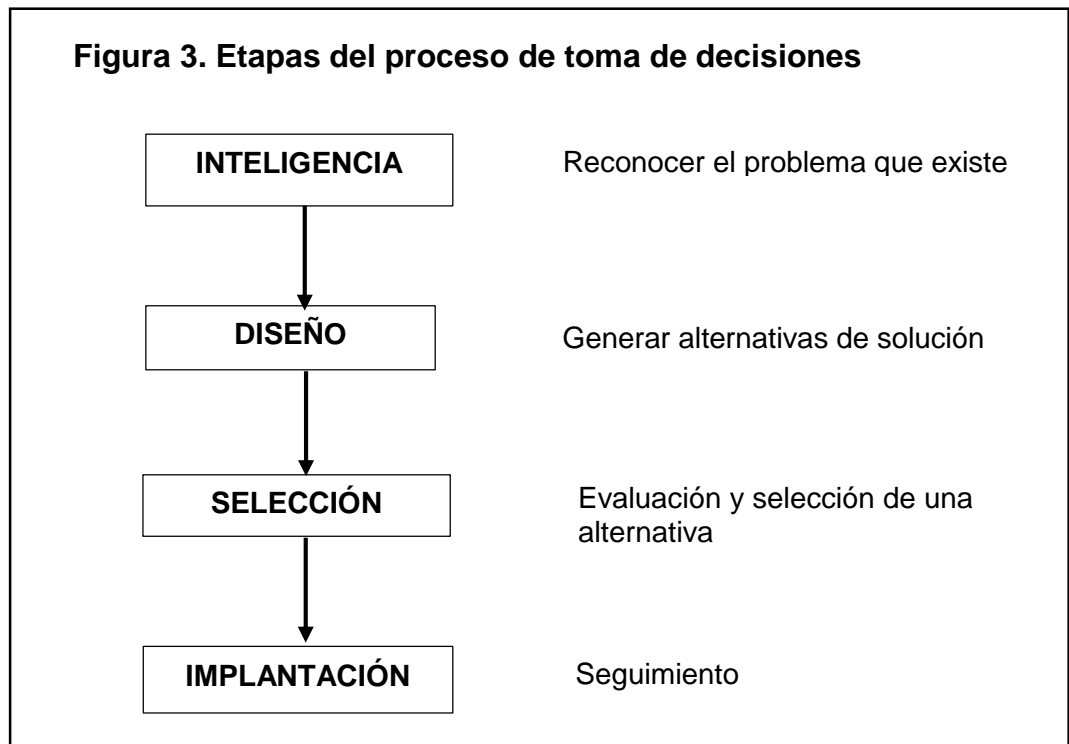 Figura 3. Etapas del proceso de toma de decisiones
INTELIGENCIA
Reconocer el problema que existe
DISEÑO
Generar alternativas de solución
SELECCIÓN
Evaluación y selección de una
alternativa
IMPLANTACIÓN
Seguimiento